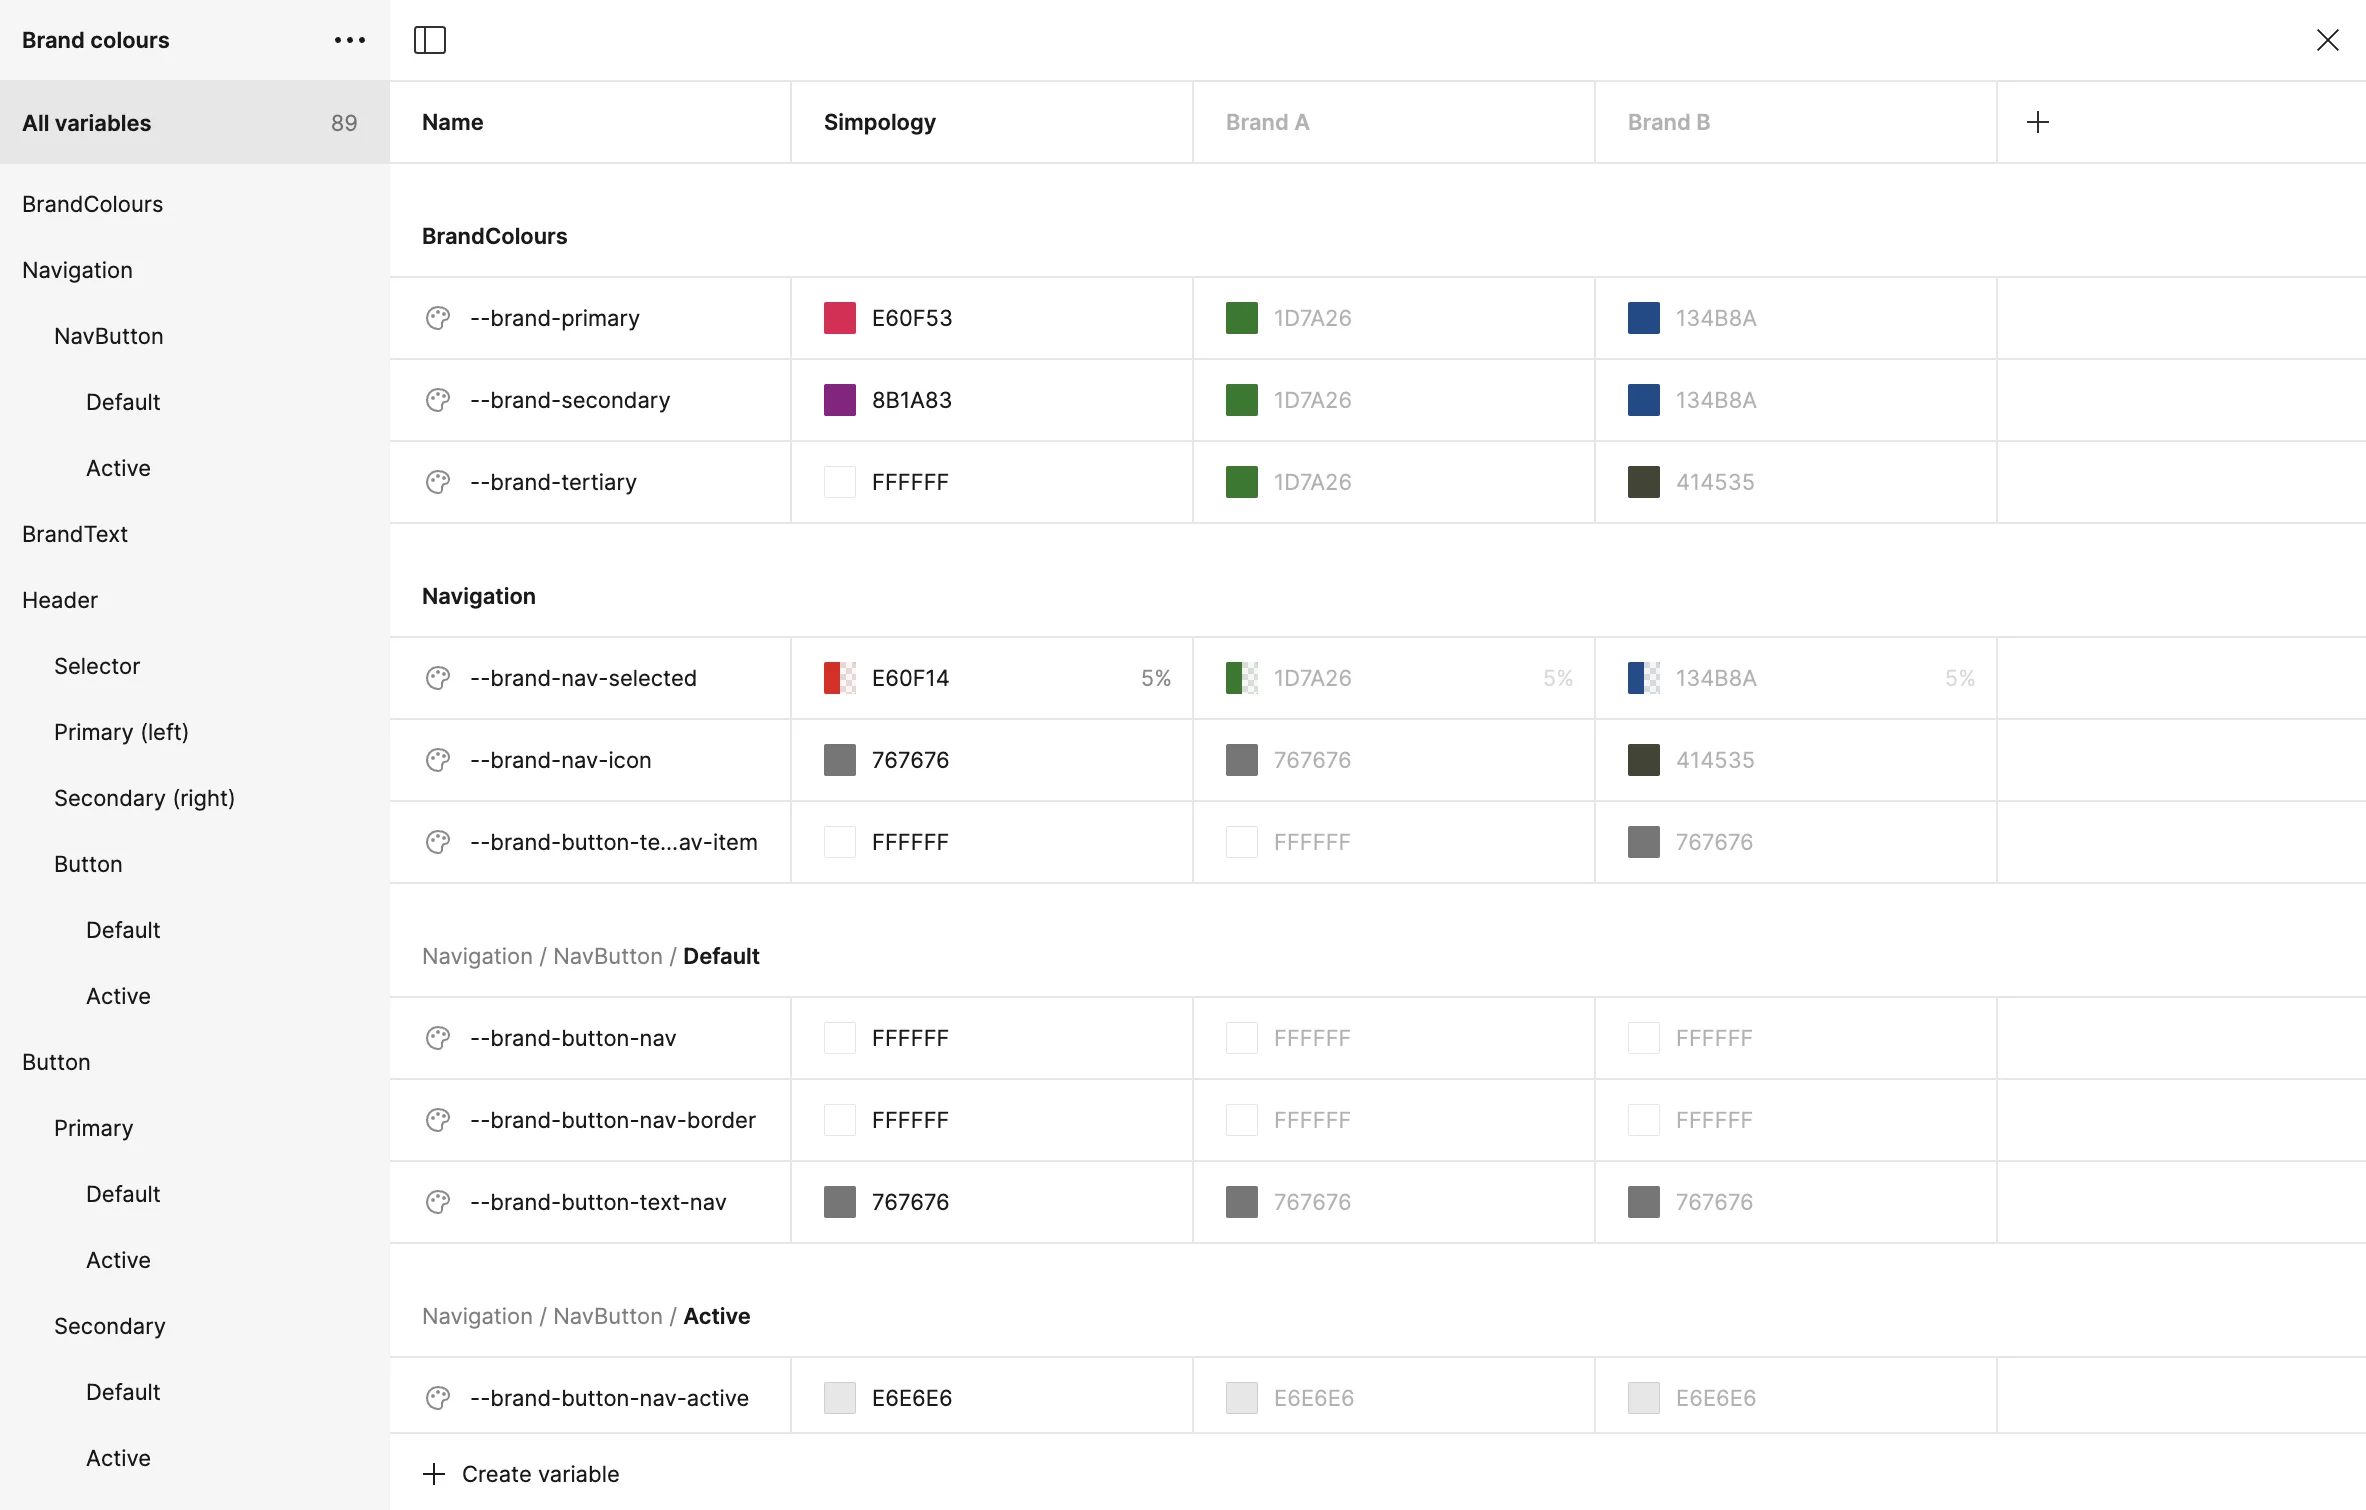 Brand colours
All variables 89
BrandColours
Navigation
NavButton
Default
Active
BrandText
Header
Selector
Primary (left)
Secondary (right)
Button
Default
Active
Button
Primary
Default
Active
Secondary
Default
Active
Name Simpology Brand A Brand B
BrandColours
--brand-primary E60F53 1D7A26 134B8A
--brand-secondary 8B1A83 1D7A26 134B8A
--brand-tertiary FFFFFF 1D7A26 414535
Navigation
--brand-nav-selected E60F14 5% 1D7A26 5% 134B8A 5%
--brand-nav-icon 767676 767676 414535
--brand-button-te...av-item FFFFFF FFFFFF 767676
Navigation / NavButton / Default
--brand-button-nav FFFFFF FFFFFF FFFFFF
--brand-button-nav-border FFFFFF FFFFFF FFFFFF
--brand-button-text-nav 767676 767676 767676
Navigation / NavButton / Active
--brand-button-nav-active E6E6E6 E6E6E6 E6E6E6
Create variable